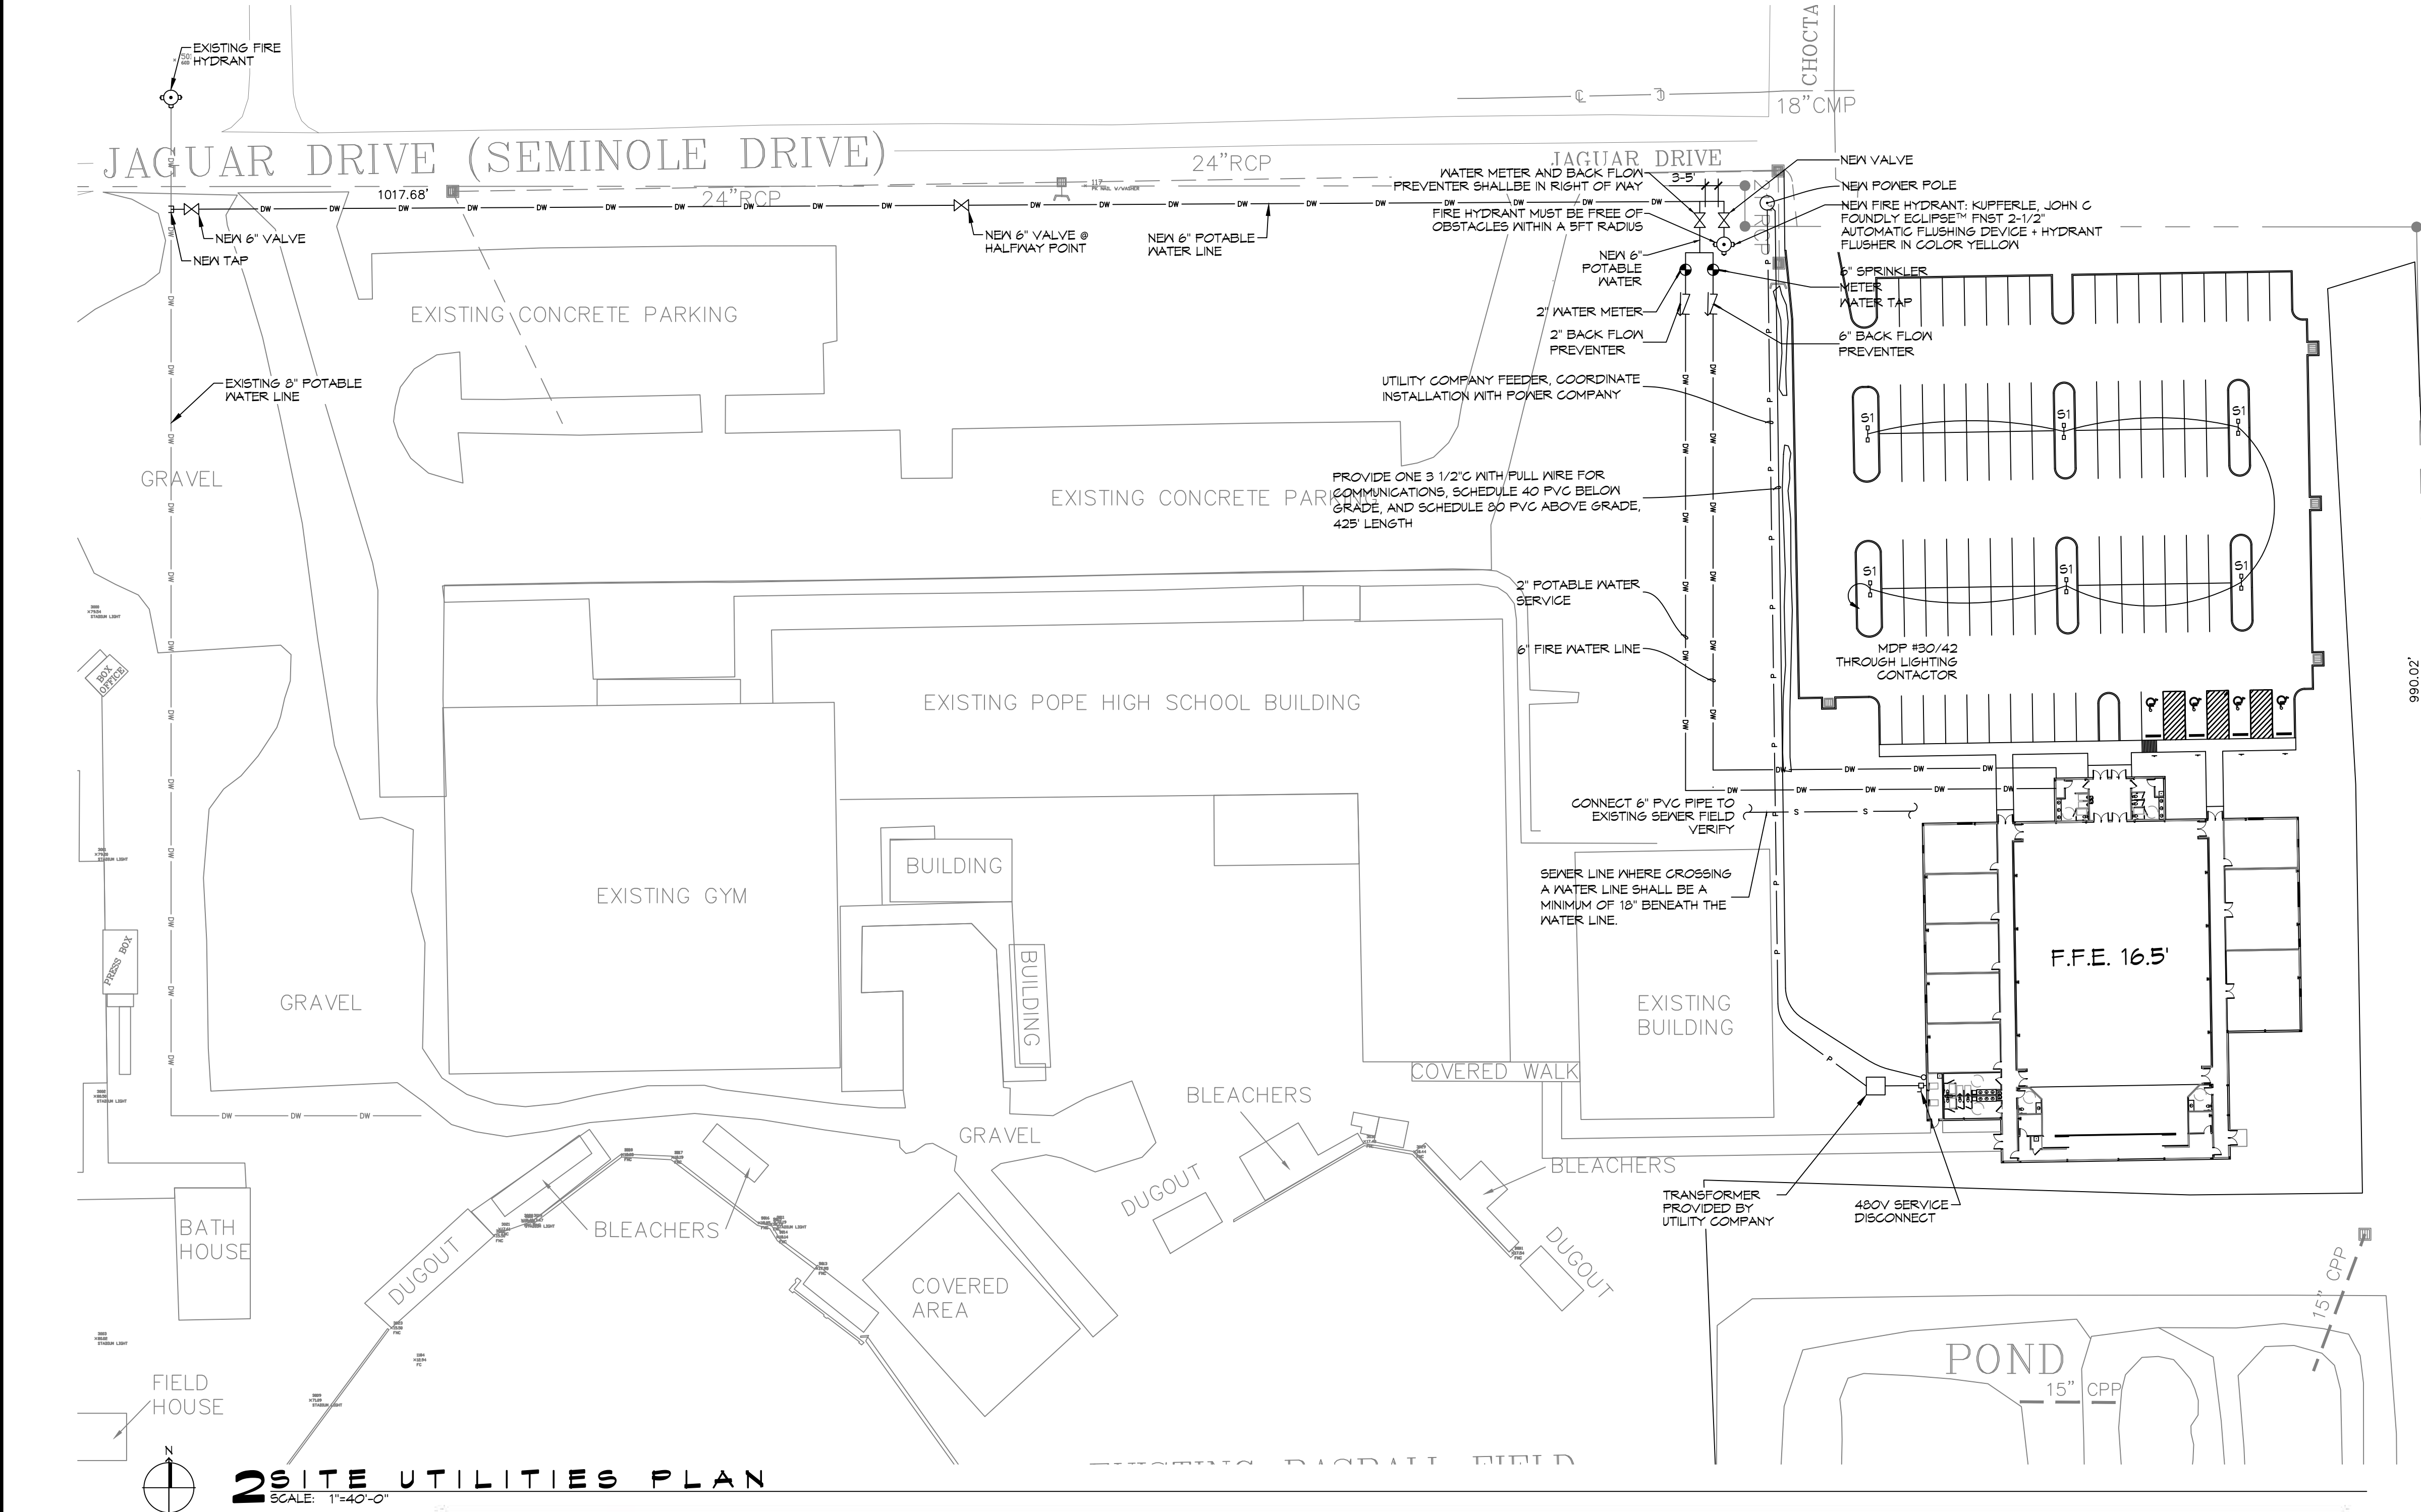 EXISTING FIRE
HYDRANT
JAGUAR DRIVE (SEMINOLE DRIVE)
1017.68'
24"RCP
24"RCP
NEW 6" VALVE
NEW TAP
NEW 6" VALVE @
HALFWAY POINT
NEW 6" POTABLE
WATER LINE
CHOCTA
18"CMP
JAGUAR DRIVE
WATER METER AND BACK FLOW
PREVENTER SHALLBE IN RIGHT OF WAY
3-5'
FIRE HYDRANT MUST BE FREE OF
OBSTACLES WITHIN A 5FT RADIUS
NEW VALVE
NEW POWER POLE
NEW FIRE HYDRANT: KUPFERLE, JOHN C
FOUNDLY ECLIPSE™ FNST 2-1/2"
AUTOMATIC FLUSHING DEVICE + HYDRANT
FLUSHER IN COLOR YELLOW
NEW 6"
POTABLE
WATER
6" SPRINKLER
METER
WATER TAP
2" WATER METER
2" BACK FLOW
PREVENTER
6" BACK FLOW
PREVENTER
EXISTING CONCRETE PARKING
EXISTING 8" POTABLE
WATER LINE
GRAVEL
UTILITY COMPANY FEEDER, COORDINATE
INSTALLATION WITH POWER COMPANY
S1
S1
S1
EXISTING CONCRETE PARKING
PROVIDE ONE 3 1/2"C WITH PULL WIRE FOR
COMMUNICATIONS, SCHEDULE 40 PVC BELOW
GRADE, AND SCHEDULE 80 PVC ABOVE GRADE,
425' LENGTH
S1
S1
S1
2" POTABLE WATER
SERVICE
6" FIRE WATER LINE
MDP #30/42
THROUGH LIGHTING
CONTACTOR
990.02'
BOX
OFFICE
EXISTING POPE HIGH SCHOOL BUILDING
CONNECT 6" PVC PIPE TO
EXISTING SEWER FIELD
VERIFY
SEWER LINE WHERE CROSSING
A WATER LINE SHALL BE A
MINIMUM OF 18" BENEATH THE
WATER LINE.
BUILDING
EXISTING GYM
PRESS BOX
GRAVEL
BUILDING
EXISTING
BUILDING
F.F.E. 16.5'
COVERED WALK
BLEACHERS
GRAVEL
DUGOUT
BLEACHERS
TRANSFORMER
PROVIDED BY
UTILITY COMPANY
480V SERVICE
DISCONNECT
BATH
HOUSE
BLEACHERS
DUGOUT
DUGOUT
COVERED
AREA
FIELD
HOUSE
POND
15" CPP
15" CPP
N
2 SITE UTILITIES PLAN
SCALE: 1"=40'-0"